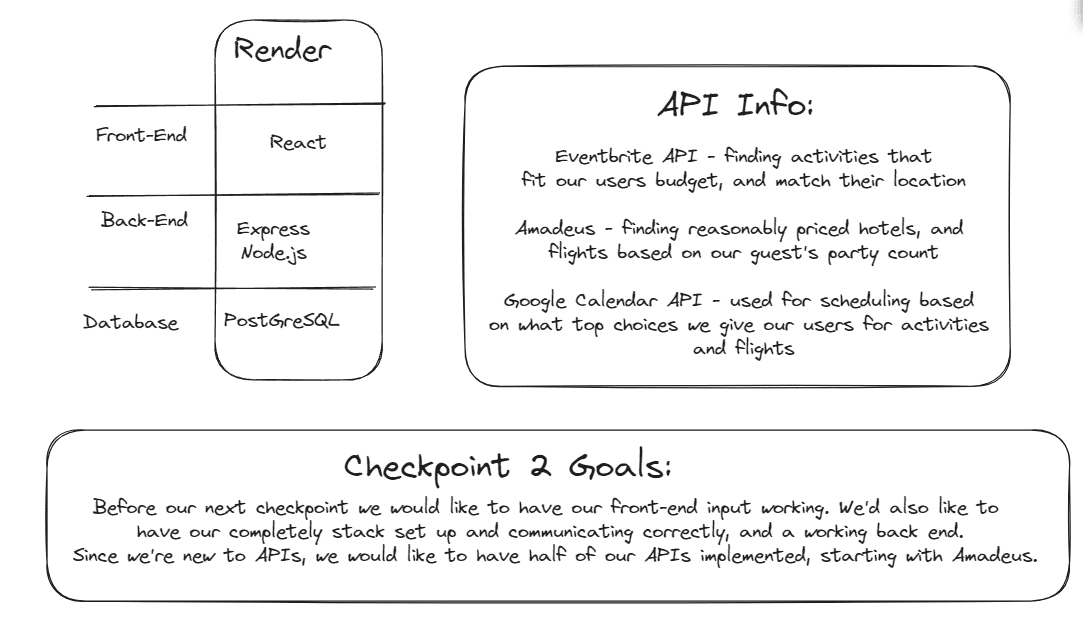 Render
Front-End
React
Back-End
Express
Node.js
Database
PostGreSQL
API Info:
Eventbrite API - finding activities that
fit our users budget, and match their location
Amadeus - finding reasonably priced hotels, and
flights based on our guest's party count
Google Calendar API - used for scheduling based
on what top choices we give our users for activities
and flights
Checkpoint 2 Goals:
Before our next checkpoint we would like to have our front-end input working. We'd also like to
have our completely stack set up and communicating correctly, and a working back end.
Since we're new to APIs, we would like to have half of our APIs implemented, starting with Amadeus.